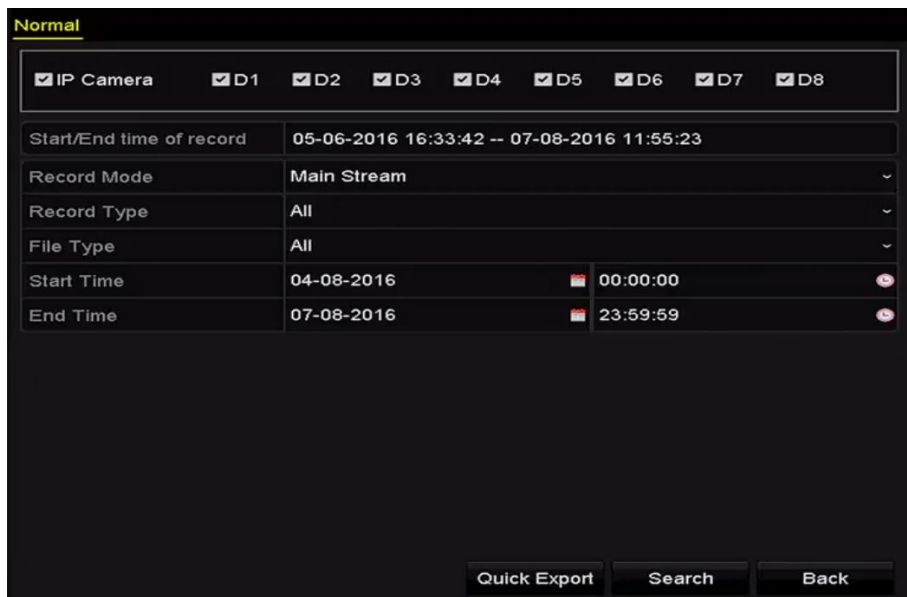 Normal
IP Camera D1 D2 D3 D4 D5 D6 D7 D8
Start/End time of record 05-06-2016 16:33:42 -- 07-08-2016 11:55:23
Record Mode Main Stream
Record Type All
File Type All
Start Time 04-08-2016 00:00:00
End Time 07-08-2016 23:59:59
Quick Export Search Back